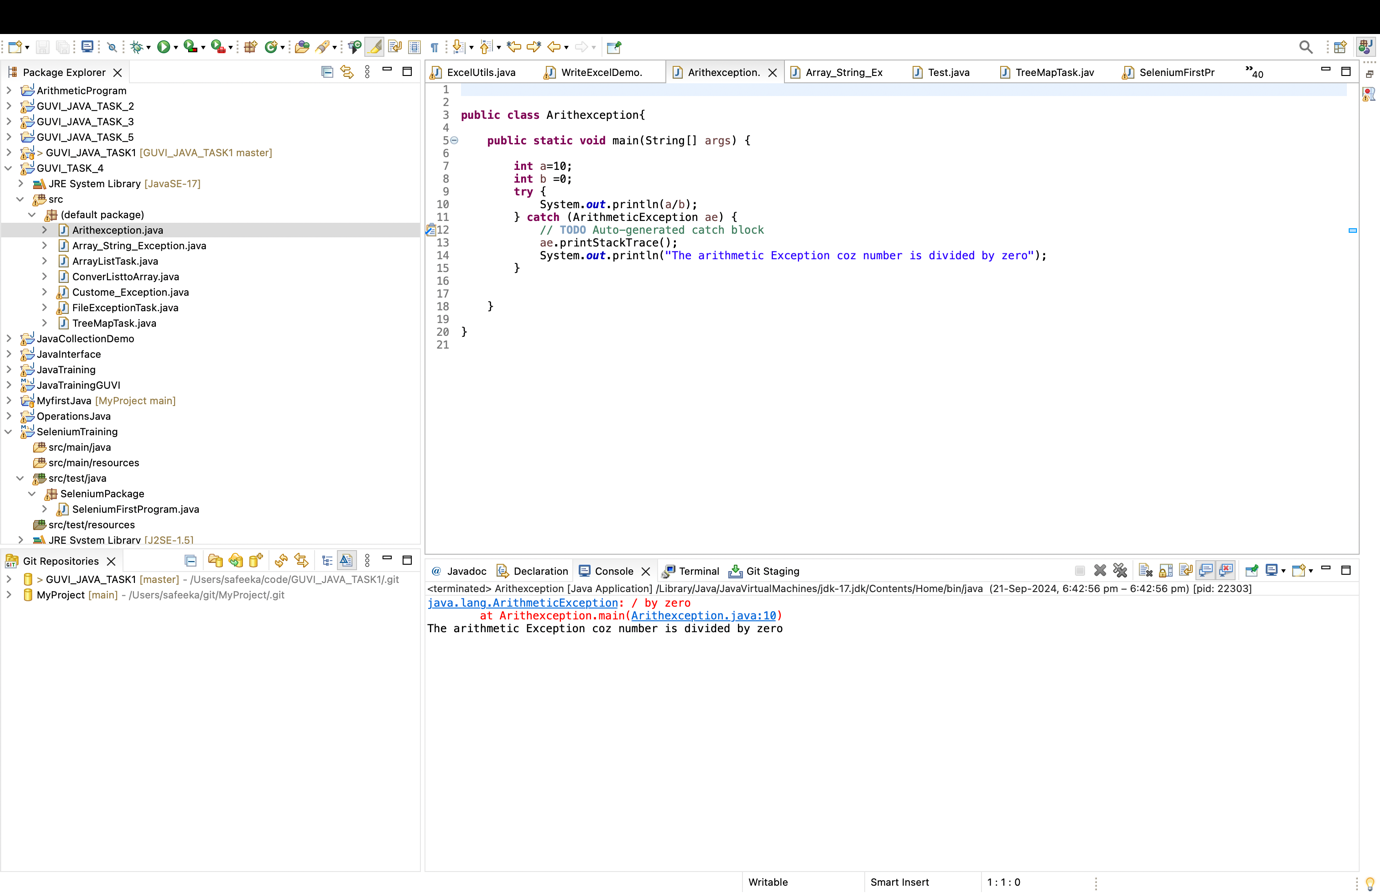 Package Explorer
ArithmeticProgram
GUVI_JAVA_TASK_2
GUVI_JAVA_TASK_3
GUVI_JAVA_TASK_5
> GUVI_JAVA_TASK1 [GUVI_JAVA_TASK1 master]
GUVI_TASK_4
JRE System Library [JavaSE-17]
src
(default package)
Arithexception.java
Array_String_Exception.java
ArrayListTask.java
ConverListtoArray.java
Custome_Exception.java
FileExceptionTask.java
TreeMapTask.java
JavaCollectionDemo
JavaInterface
JavaTraining
JavaTrainingGUVI
MyfirstJava [MyProject main]
OperationsJava
SeleniumTraining
src/main/java
src/main/resources
src/test/java
SeleniumPackage
SeleniumFirstProgram.java
src/test/resources
JRE System Library [J2SE-1.5]
Git Repositories
> GUVI_JAVA_TASK1 [master] - /Users/safeeka/code/GUVI_JAVA_TASK1/.git
MyProject [main] - /Users/safeeka/git/MyProject/.git
ExcelUtils.java WriteExcelDemo. Arithexception. Array_String_Ex Test.java TreeMapTask.jav SeleniumFirstPr »40
1
2
3 public class Arithexception{
4
5 public static void main(String[] args) {
6
7 int a=10;
8 int b =0;
9 try {
10 System.out.println(a/b);
11 } catch (ArithmeticException ae) {
12 // TODO Auto-generated catch block
13 ae.printStackTrace();
14 System.out.println("The arithmetic Exception coz number is divided by zero");
15 }
16
17
18 }
19
20 }
21
@ Javadoc Declaration Console Terminal Git Staging
<terminated> Arithexception [Java Application] /Library/Java/JavaVirtualMachines/jdk-17.jdk/Contents/Home/bin/java (21-Sep-2024, 6:42:56 pm – 6:42:56 pm) [pid: 22303]
java.lang.ArithmeticException: / by zero
at Arithexception.main(Arithexception.java:10)
The arithmetic Exception coz number is divided by zero
Writable Smart Insert 1 : 1 : 0